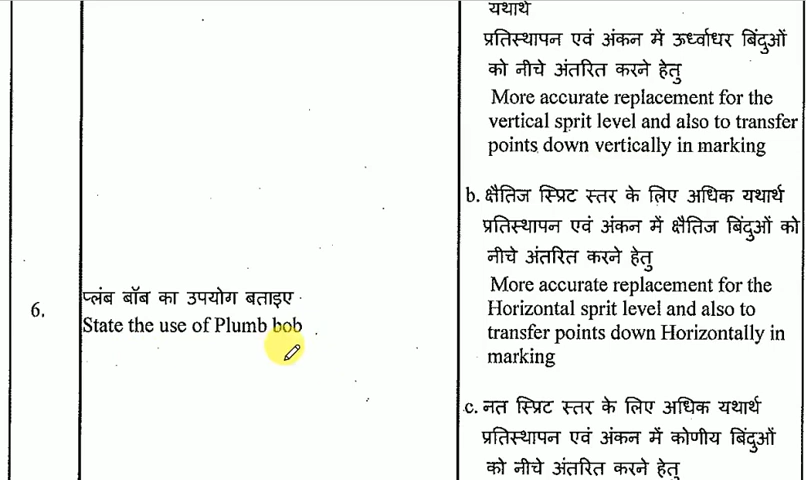 यथार्थ
प्रतिस्थापन एवं अंकन में ऊर्ध्वाधर बिंदुओं
को नीचे अंतरित करने हेतु
More accurate replacement for the
vertical sprit level and also to transfer
points down vertically in marking
b. क्षैतिज स्प्रिट स्तर के लिए अधिक यथार्थ
प्रतिस्थापन एवं अंकन में क्षैतिज बिंदुओं को
नीचे अंतरित करने हेतु
More accurate replacement for the
Horizontal sprit level and also to
transfer points down Horizontally in
marking
6.
प्लंब बॉब का उपयोग बताइए
State the use of Plumb bob
c. नत स्प्रिट स्तर के लिए अधिक यथार्थ
प्रतिस्थापन एवं अंकन में कोणीय बिंदुओं
को नीचे अंतरित करने हेतु